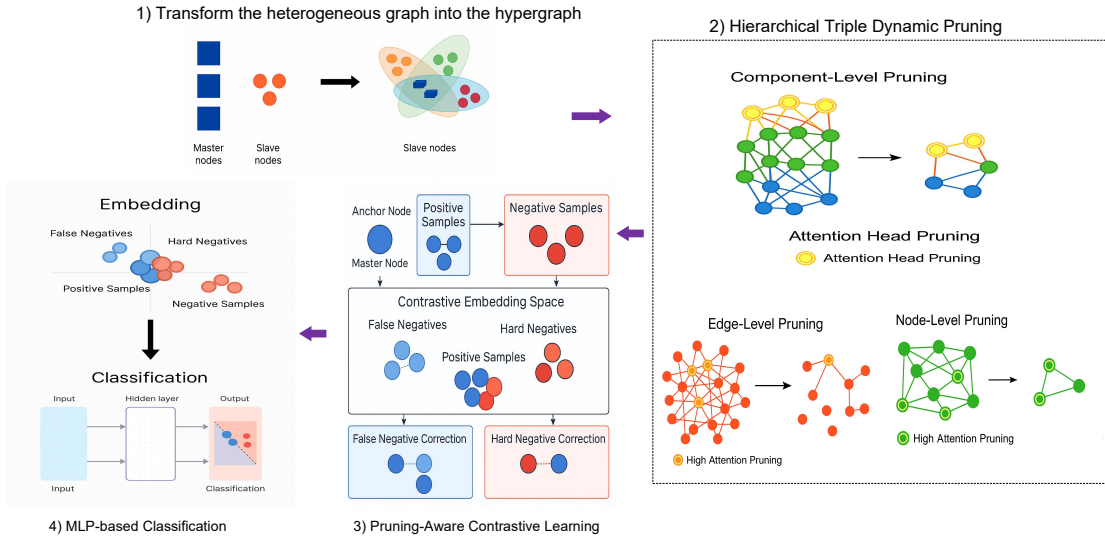 1) Transform the heterogeneous graph into the hypergraph
Master
nodes
Slave
nodes
Slave nodes
2) Hierarchical Triple Dynamic Pruning
Component-Level Pruning
Attention Head Pruning
Attention Head Pruning
Edge-Level Pruning
Node-Level Pruning
High Attention Pruning
High Attention Pruning
Anchor Node
Master Node
Positive
Samples
Negative Samples
Contrastive Embedding Space
False Negatives
Hard Negatives
Positive Samples
False Negative Correction
Hard Negative Correction
3) Pruning-Aware Contrastive Learning
Embedding
False Negatives
Hard Negatives
Positive Samples
Negative Samples
Classification
Input
Hidden layer
Output
Input
Classification
4) MLP-based Classification